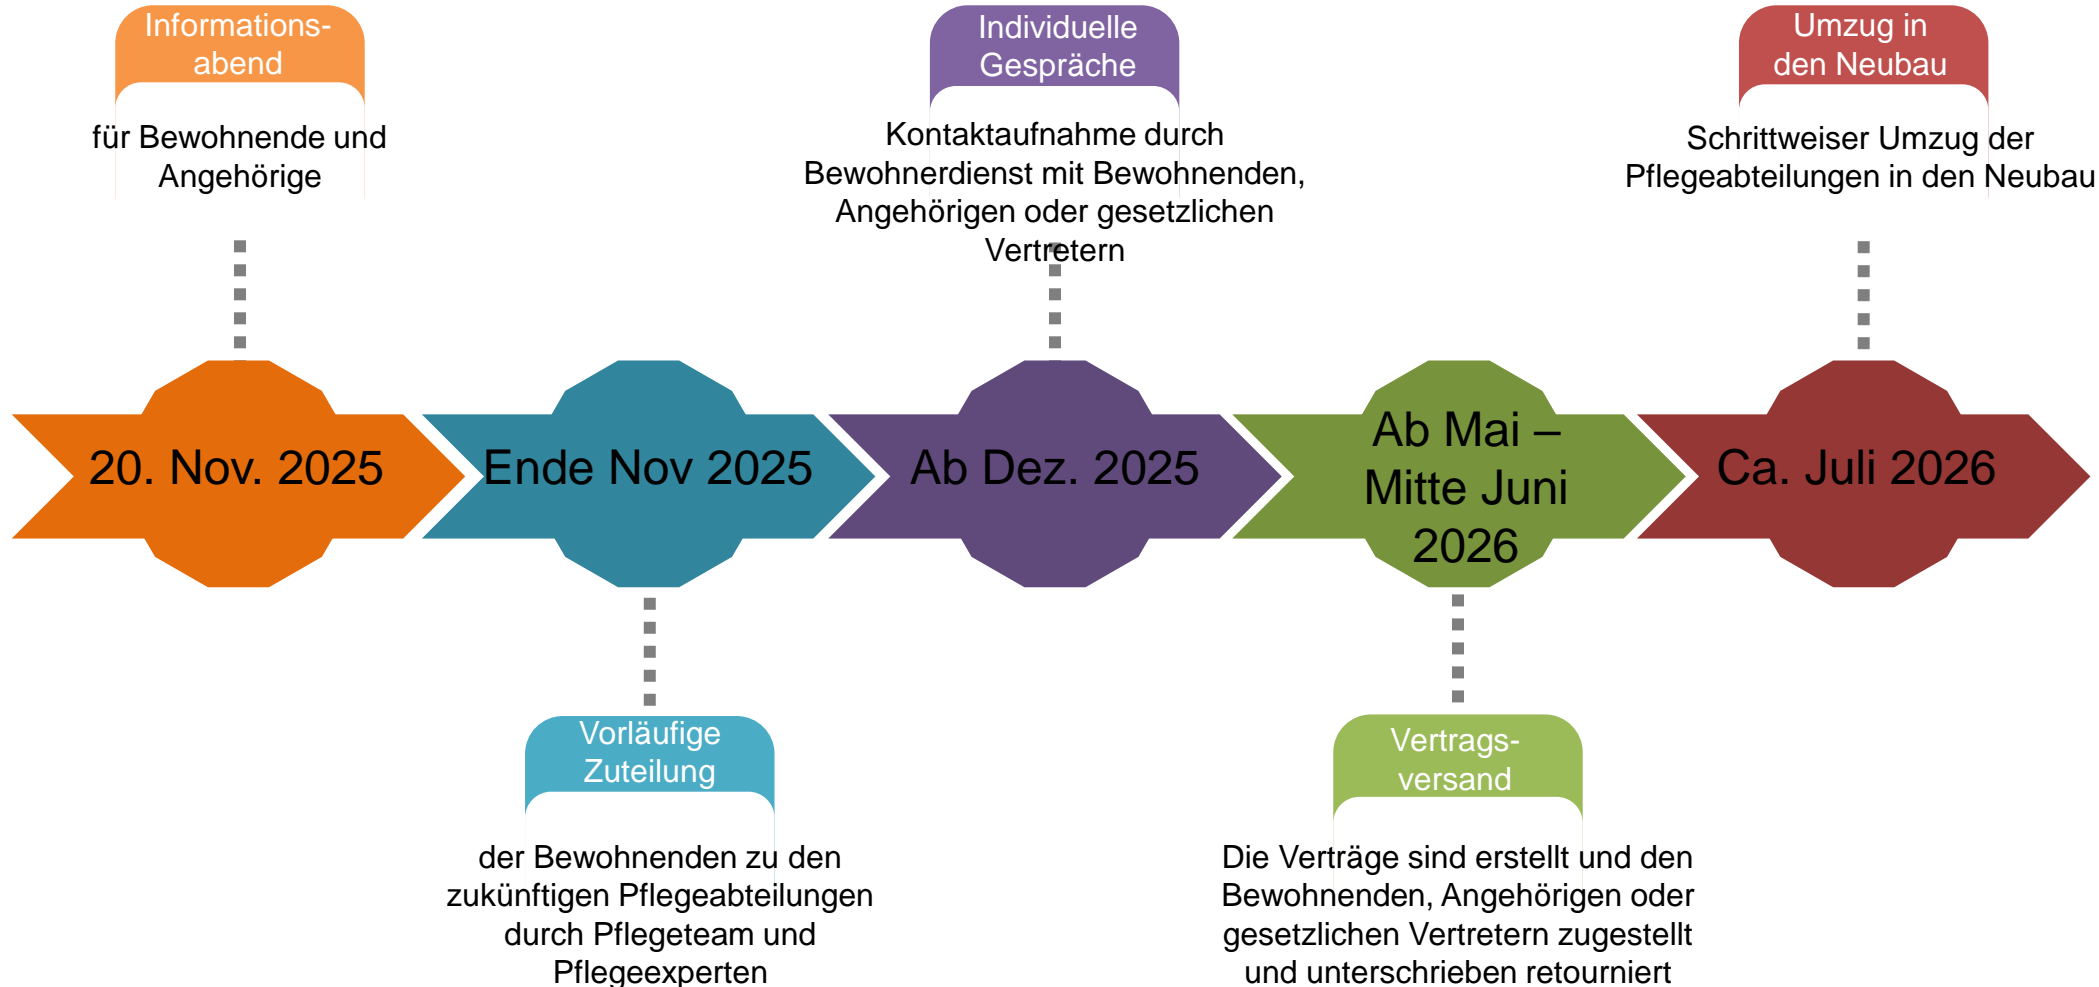 Informations-
abend
für Bewohnende und
Angehörige
Individuelle
Gespräche
Kontaktaufnahme durch
Bewohnerdienst mit Bewohnenden,
Angehörigen oder gesetzlichen
Vertretern
Umzug in
den Neubau
Schrittweiser Umzug der
Pflegeabteilungen in den Neubau
20. Nov. 2025
Ende Nov 2025
Ab Dez. 2025
Ab Mai –
Mitte Juni
2026
Ca. Juli 2026
Vorläufige
Zuteilung
der Bewohnenden zu den
zukünftigen Pflegeabteilungen
durch Pflegeteam und
Pflegeexperten
Vertrags-
versand
Die Verträge sind erstellt und den
Bewohnenden, Angehörigen oder
gesetzlichen Vertretern zugestellt
und unterschrieben retourniert